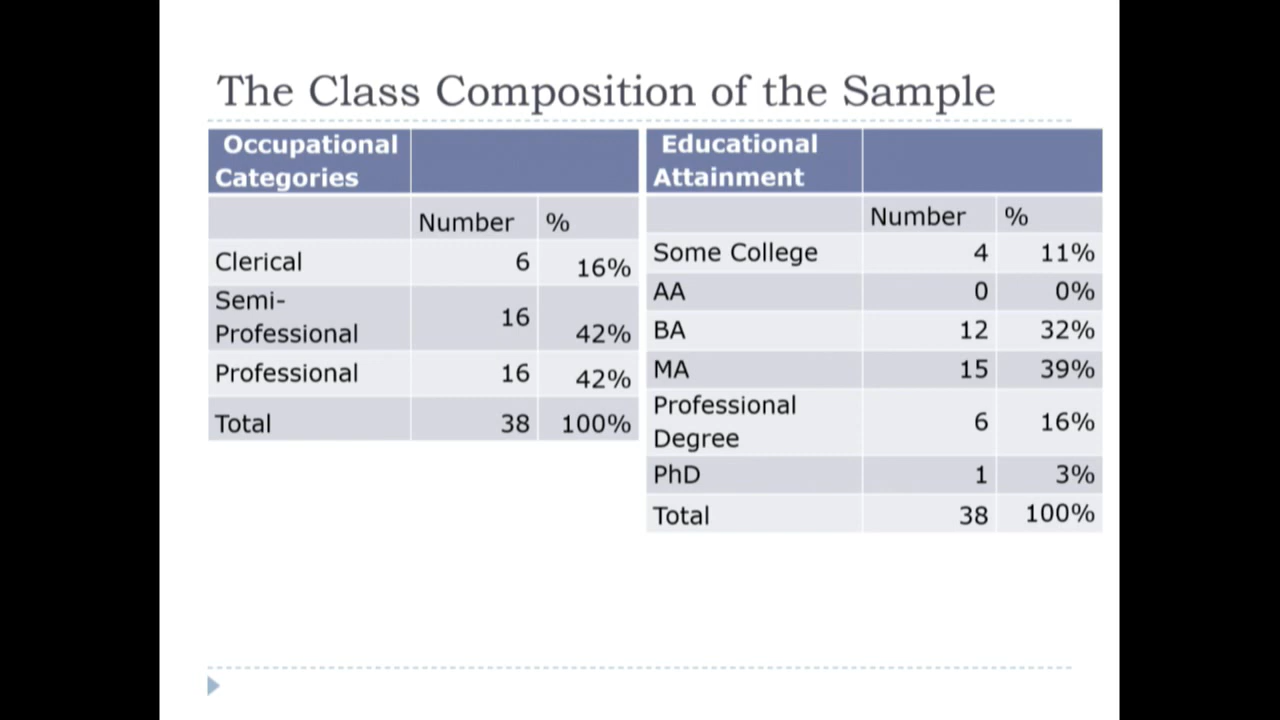 The Class Composition of the Sample
Occupational
Categories
Number %
Clerical 6 16%
Semi-
Professional 16 42%
Professional 16 42%
Total 38 100%
Educational
Attainment
Number %
Some College 4 11%
AA 0 0%
BA 12 32%
MA 15 39%
Professional
Degree 6 16%
PhD 1 3%
Total 38 100%